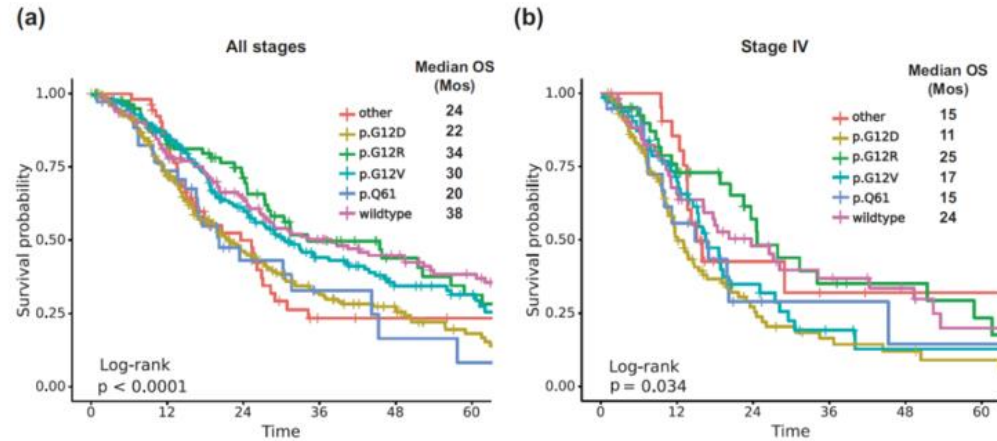 (a)
All stages
Median OS
(Mos)
other 24
p.G12D 22
p.G12R 34
p.G12V 30
p.Q61 20
wildtype 38
Survival probability
1.00
0.75
0.50
0.25
0.00
Log-rank
p < 0.0001
0 12 24 36 48 60
Time
(b)
Stage IV
Median OS
(Mos)
other 15
p.G12D 11
p.G12R 25
p.G12V 17
p.Q61 15
wildtype 24
Survival probability
1.00
0.75
0.50
0.25
0.00
Log-rank
p = 0.034
0 12 24 36 48 60
Time